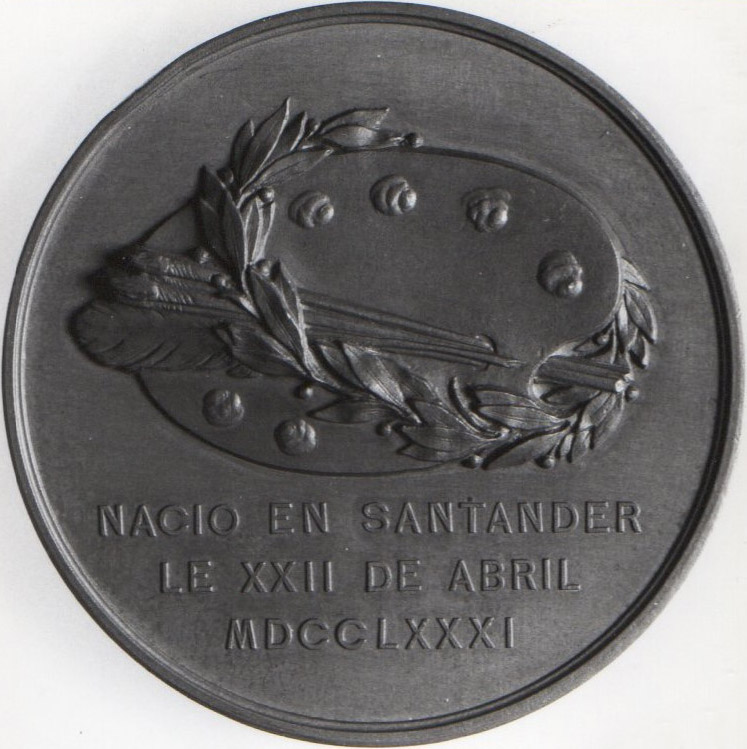 NACIO EN SANTANDER
LE XXII DE ABRIL
MDCCLXXXI